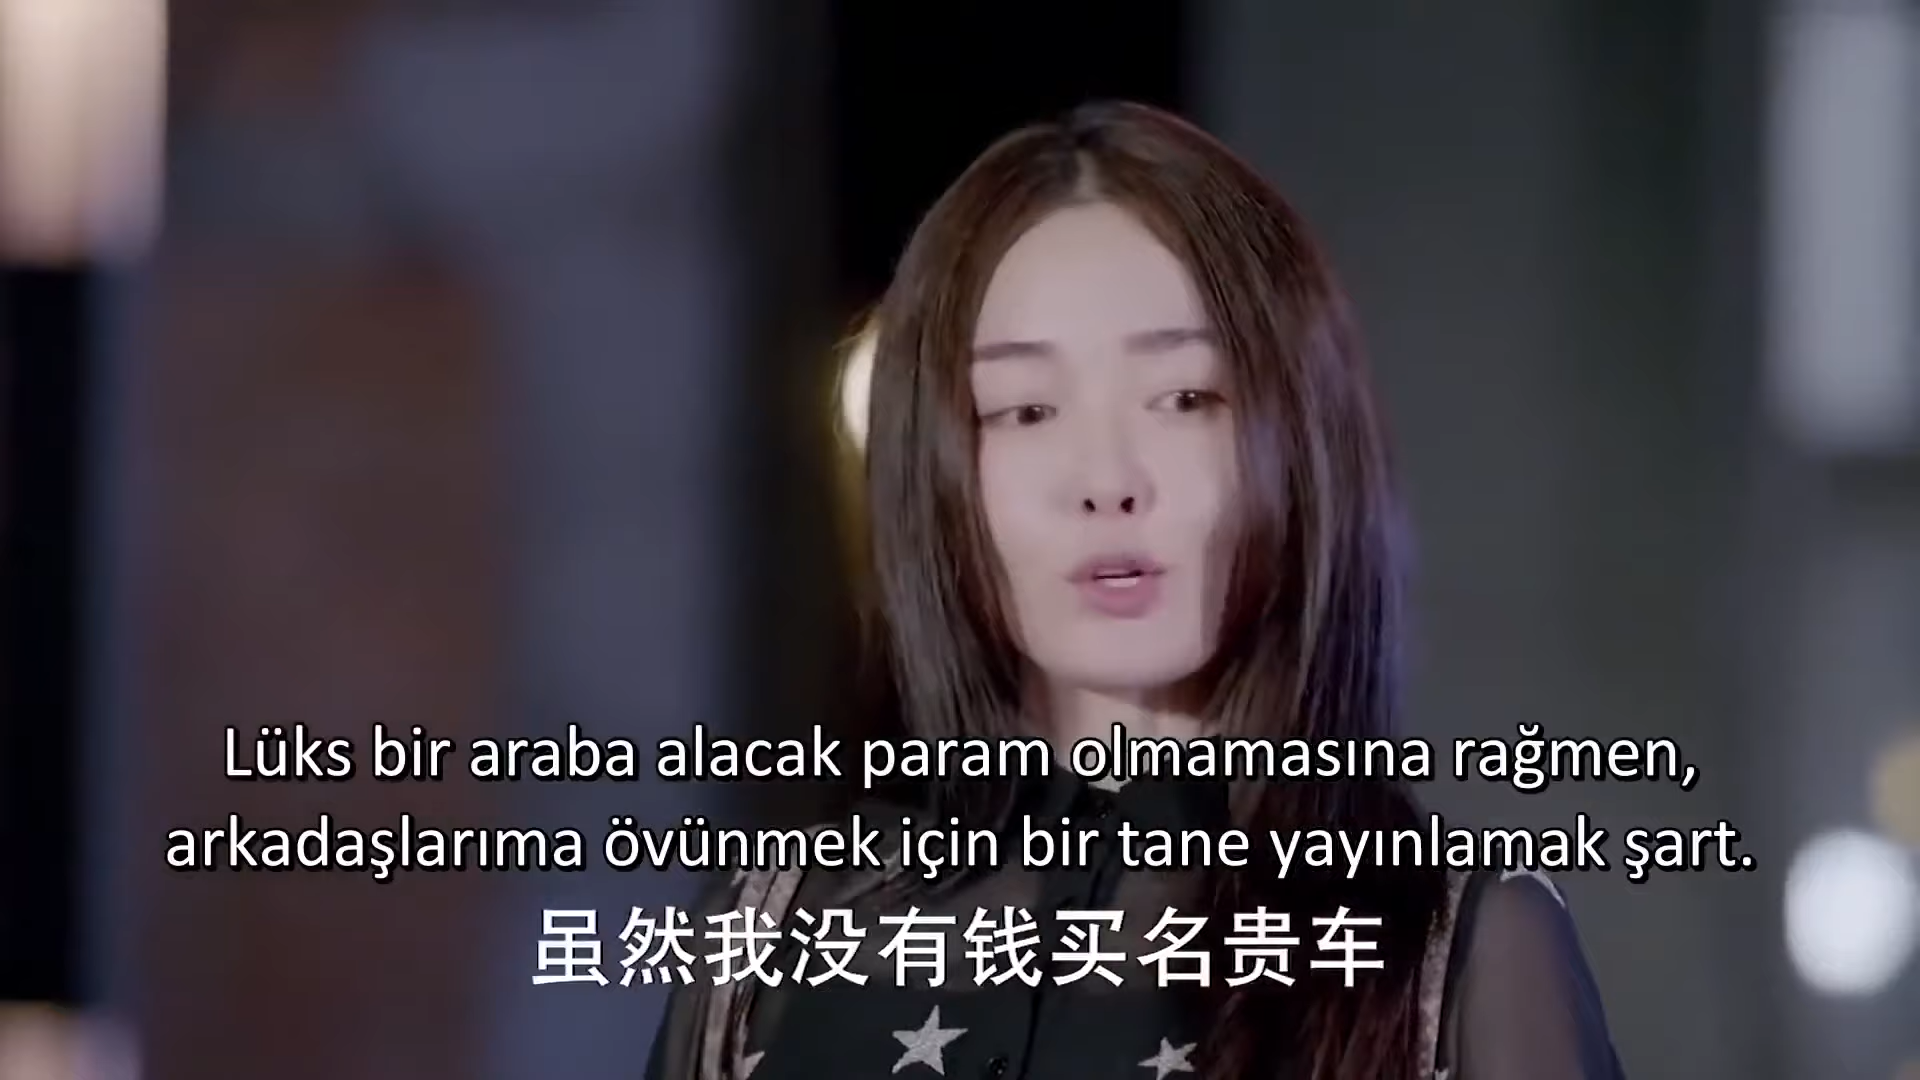 Lüks bir araba alacak param olmamasına rağmen,
arkadaşlarıma övünmek için bir tane yayınlamak şart.
虽然我没有钱买名贵车